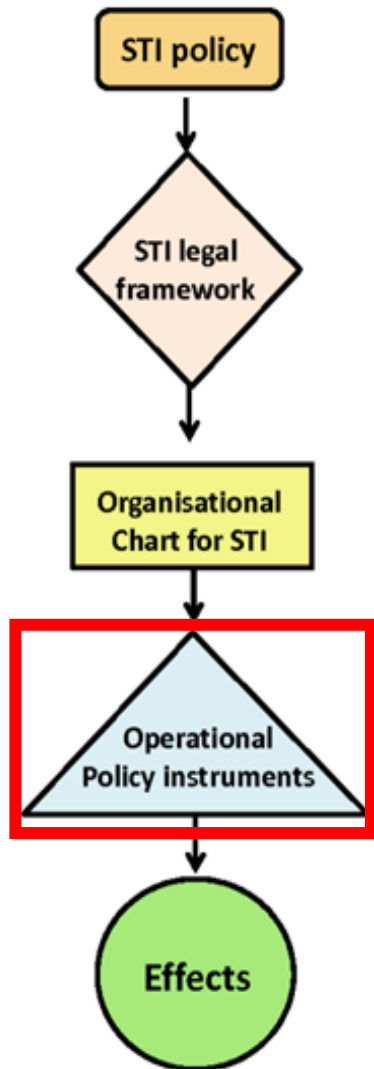 STI policy
STI legal
framework
Organisational
Chart for STI
Operational
Policy instruments
Effects